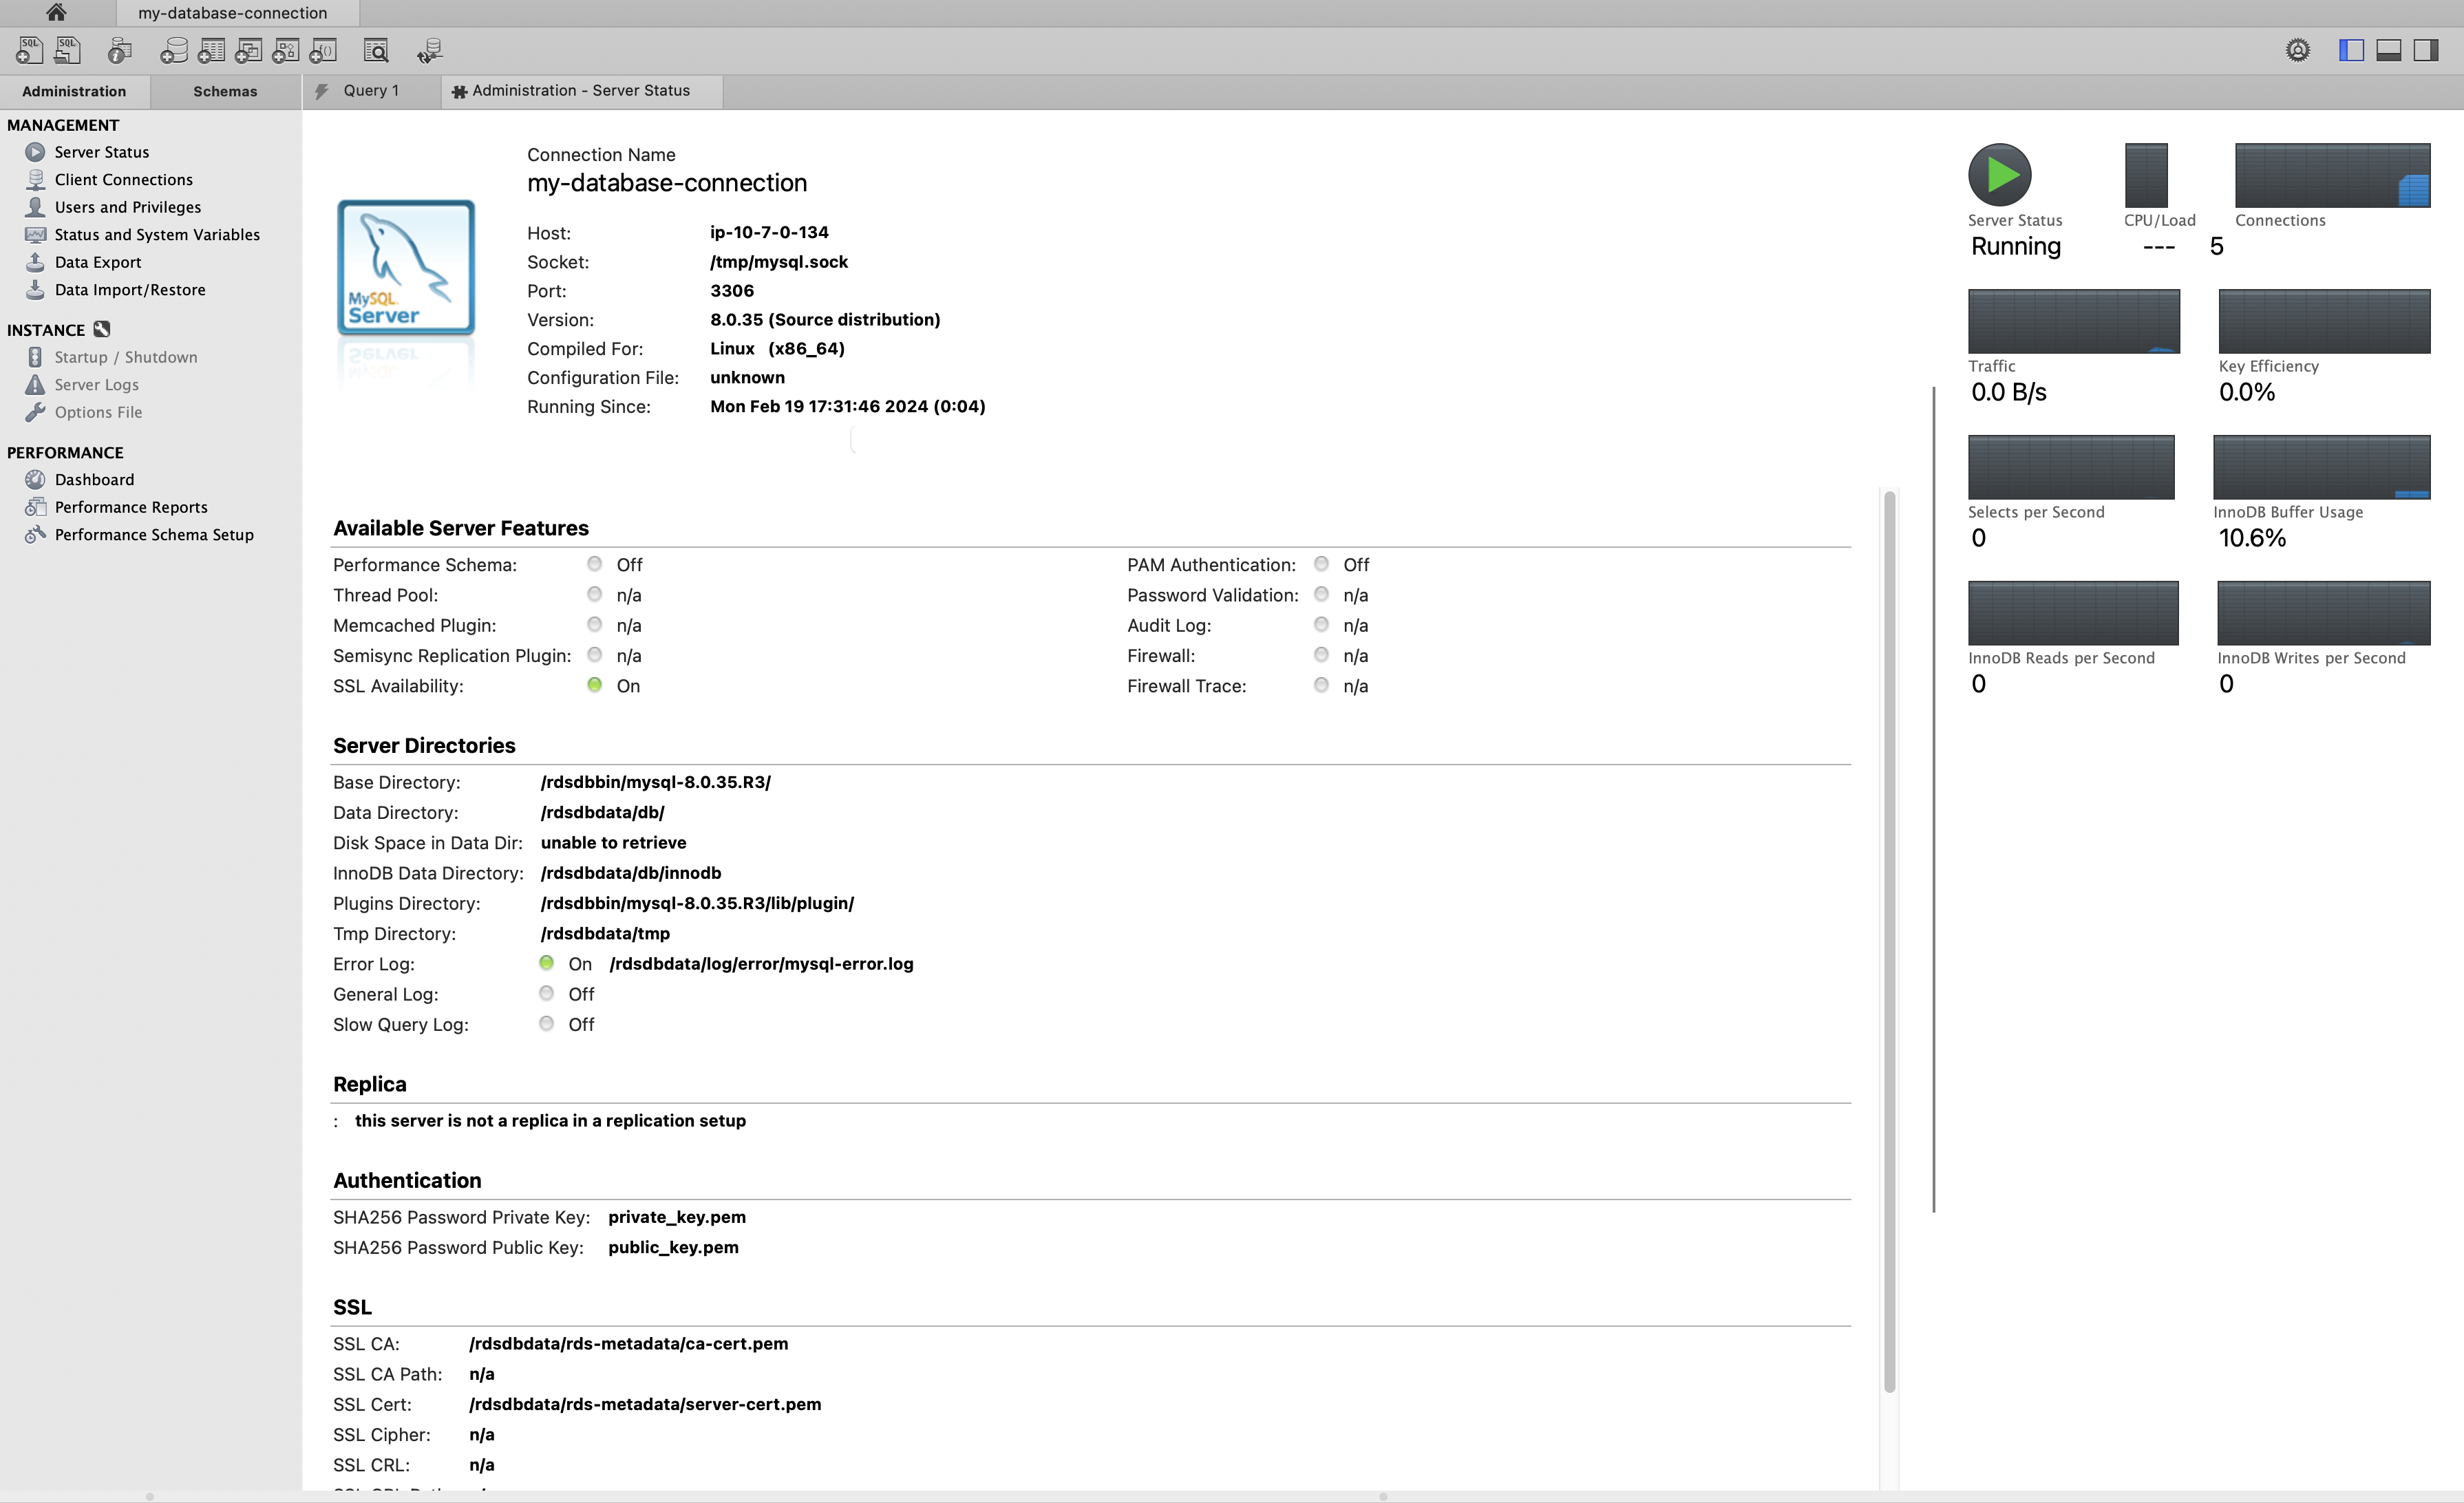 my-database-connection
SQL SQL
Administration Schemas Query 1 Administration - Server Status
MANAGEMENT
Server Status
Client Connections
Users and Privileges
Status and System Variables
Data Export
Data Import/Restore
INSTANCE
Startup / Shutdown
Server Logs
Options File
PERFORMANCE
Dashboard
Performance Reports
Performance Schema Setup
MySQL
Server
Connection Name
my-database-connection
Host: ip-10-7-0-134
Socket: /tmp/mysql.sock
Port: 3306
Version: 8.0.35 (Source distribution)
Compiled For: Linux (x86_64)
Configuration File: unknown
Running Since: Mon Feb 19 17:31:46 2024 (0:04)
Available Server Features
Performance Schema: Off PAM Authentication: Off
Thread Pool: n/a Password Validation: n/a
Memcached Plugin: n/a Audit Log: n/a
Semisync Replication Plugin: n/a Firewall: n/a
SSL Availability: On Firewall Trace: n/a
Server Directories
Base Directory: /rdsdbbin/mysql-8.0.35.R3/
Data Directory: /rdsdbdata/db/
Disk Space in Data Dir: unable to retrieve
InnoDB Data Directory: /rdsdbdata/db/innodb
Plugins Directory: /rdsdbbin/mysql-8.0.35.R3/lib/plugin/
Tmp Directory: /rdsdbdata/tmp
Error Log: On /rdsdbdata/log/error/mysql-error.log
General Log: Off
Slow Query Log: Off
Replica
: this server is not a replica in a replication setup
Authentication
SHA256 Password Private Key: private_key.pem
SHA256 Password Public Key: public_key.pem
SSL
SSL CA: /rdsdbdata/rds-metadata/ca-cert.pem
SSL CA Path: n/a
SSL Cert: /rdsdbdata/rds-metadata/server-cert.pem
SSL Cipher: n/a
SSL CRL: n/a
Server Status CPU/Load Connections
Running --- 5
Traffic Key Efficiency
0.0 B/s 0.0%
Selects per Second InnoDB Buffer Usage
0 10.6%
InnoDB Reads per Second InnoDB Writes per Second
0 0